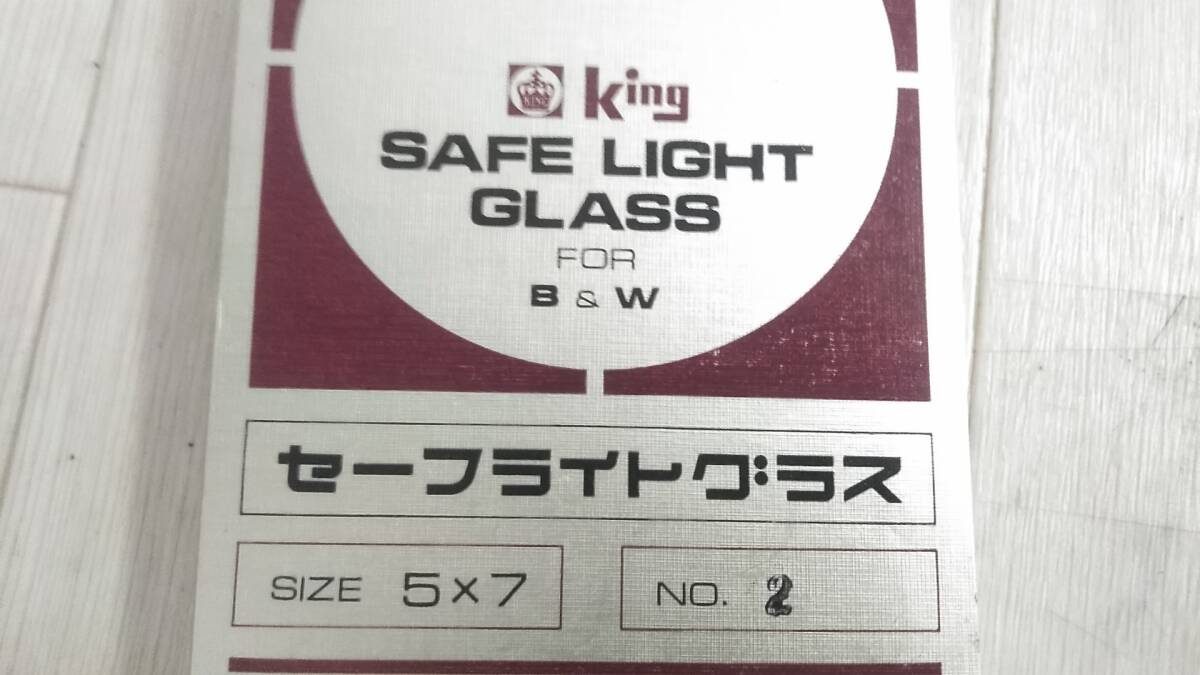 KING King
SAFE LIGHT
GLASS
FOR
B & W
セーフライトグラス
SIZE 5×7
NO. 2